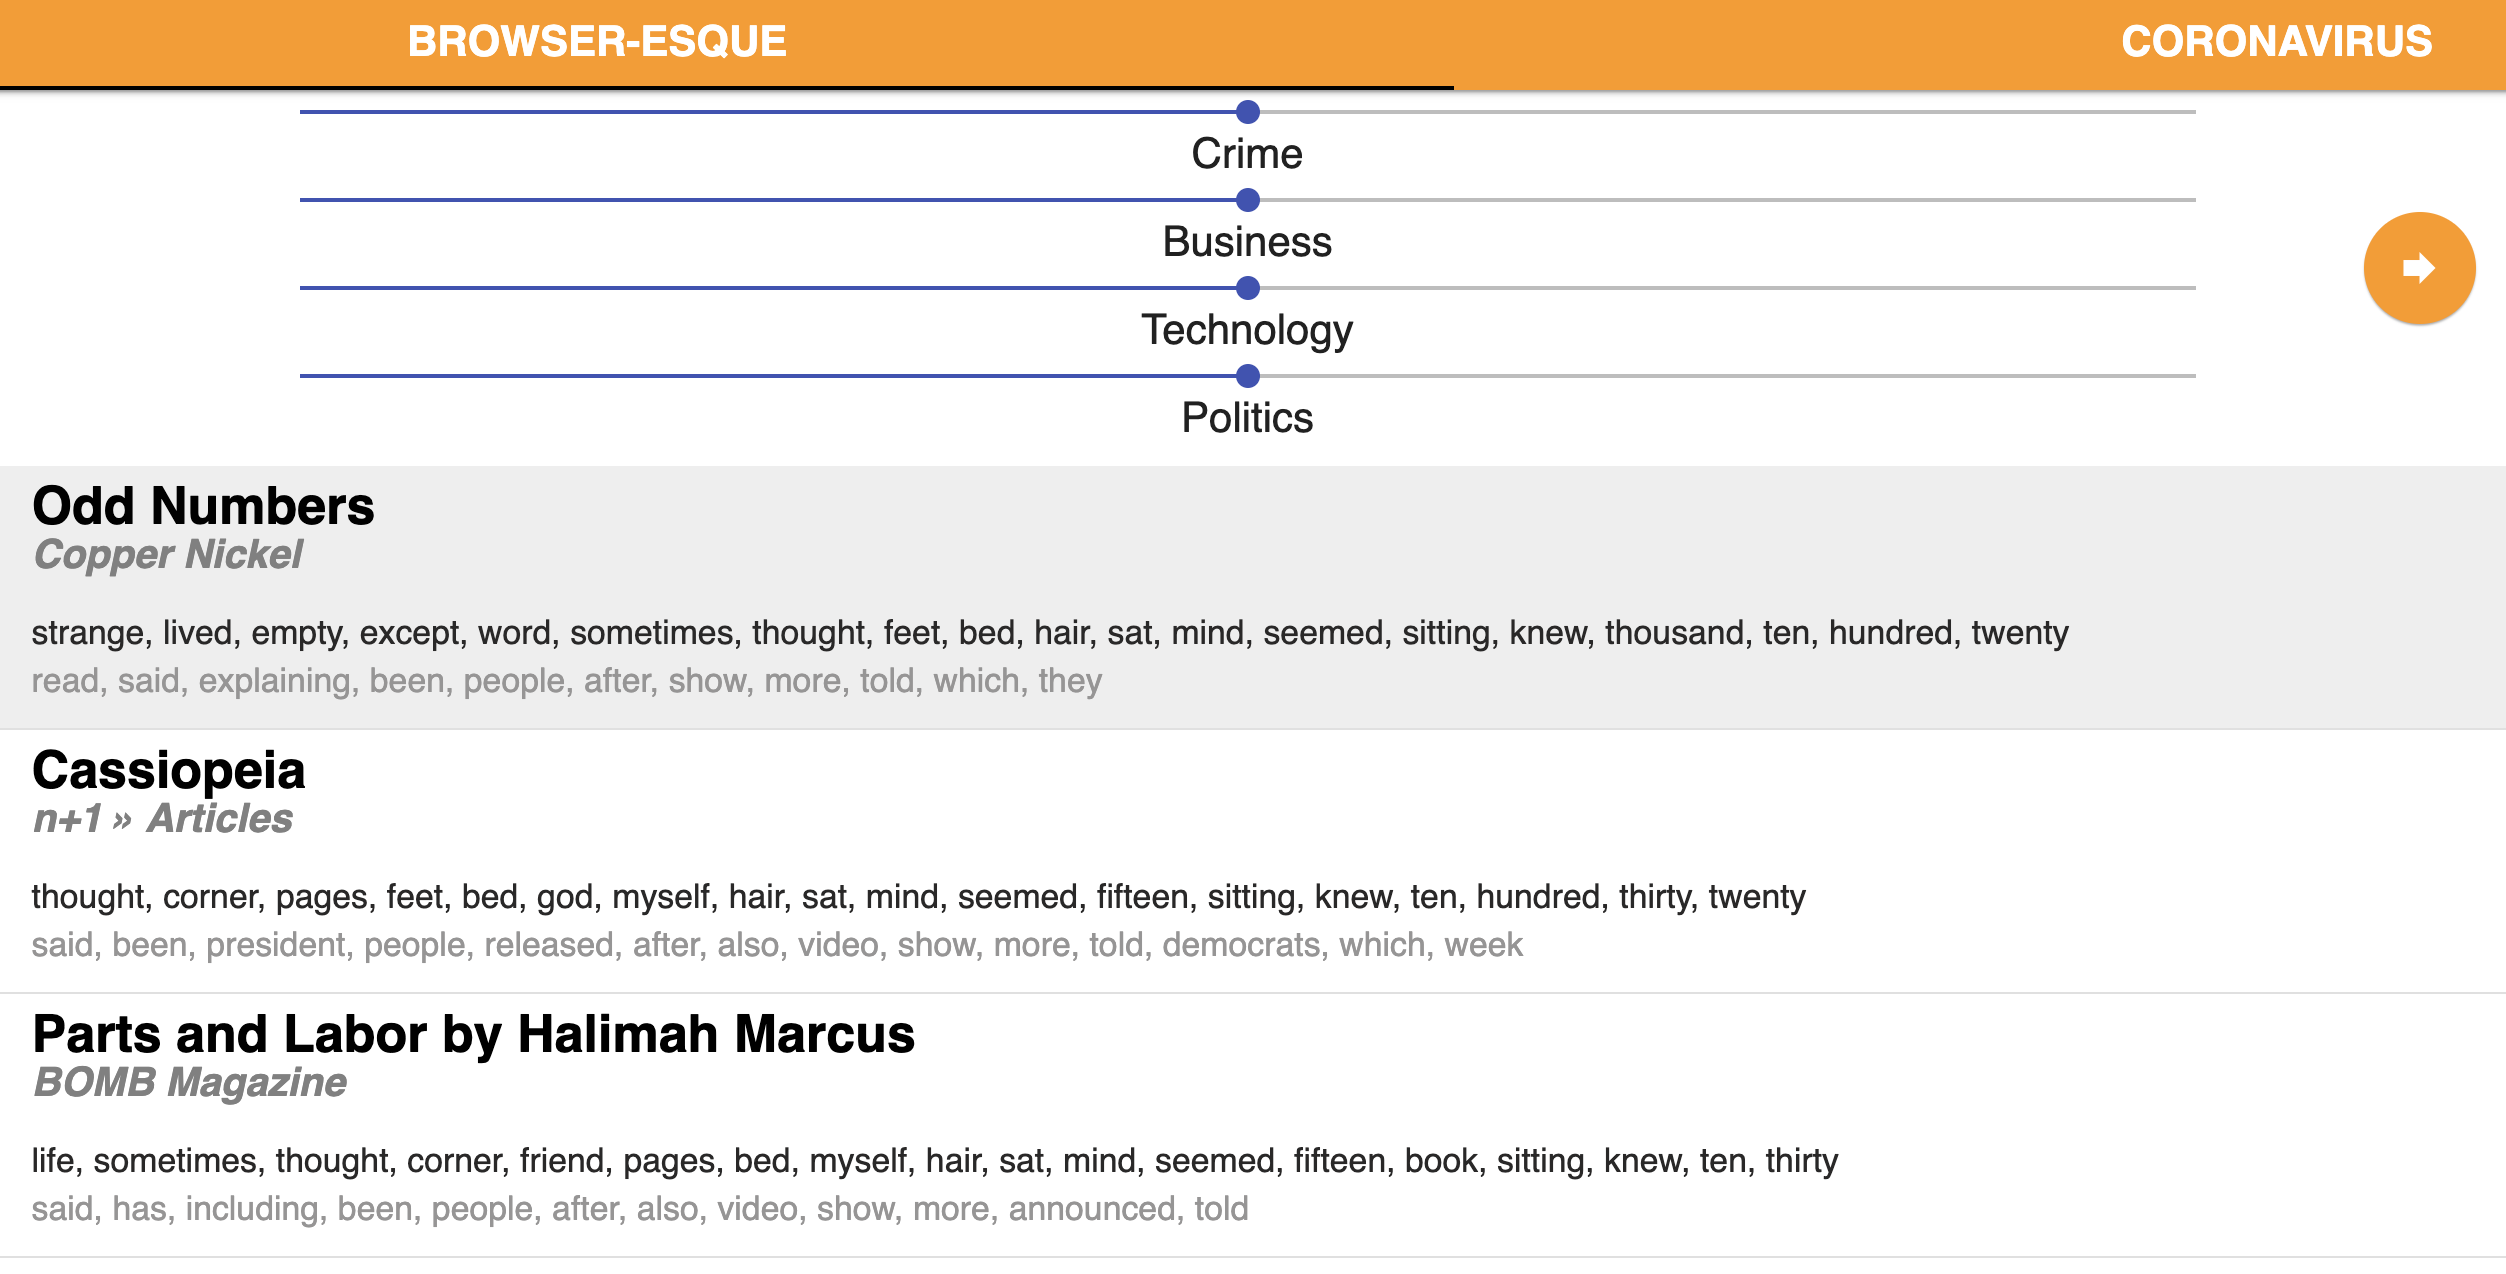 BROWSER-ESQUE
CORONAVIRUS
Crime
Business
Technology
Politics
Odd Numbers
Copper Nickel
strange, lived, empty, except, word, sometimes, thought, feet, bed, hair, sat, mind, seemed, sitting, knew, thousand, ten, hundred, twenty
read, said, explaining, been, people, after, show, more, told, which, they
Cassiopeia
n+1 » Articles
thought, corner, pages, feet, bed, god, myself, hair, sat, mind, seemed, fifteen, sitting, knew, ten, hundred, thirty, twenty
said, been, president, people, released, after, also, video, show, more, told, democrats, which, week
Parts and Labor by Halimah Marcus
BOMB Magazine
life, sometimes, thought, corner, friend, pages, bed, myself, hair, sat, mind, seemed, fifteen, book, sitting, knew, ten, thirty
said, has, including, been, people, after, also, video, show, more, announced, told